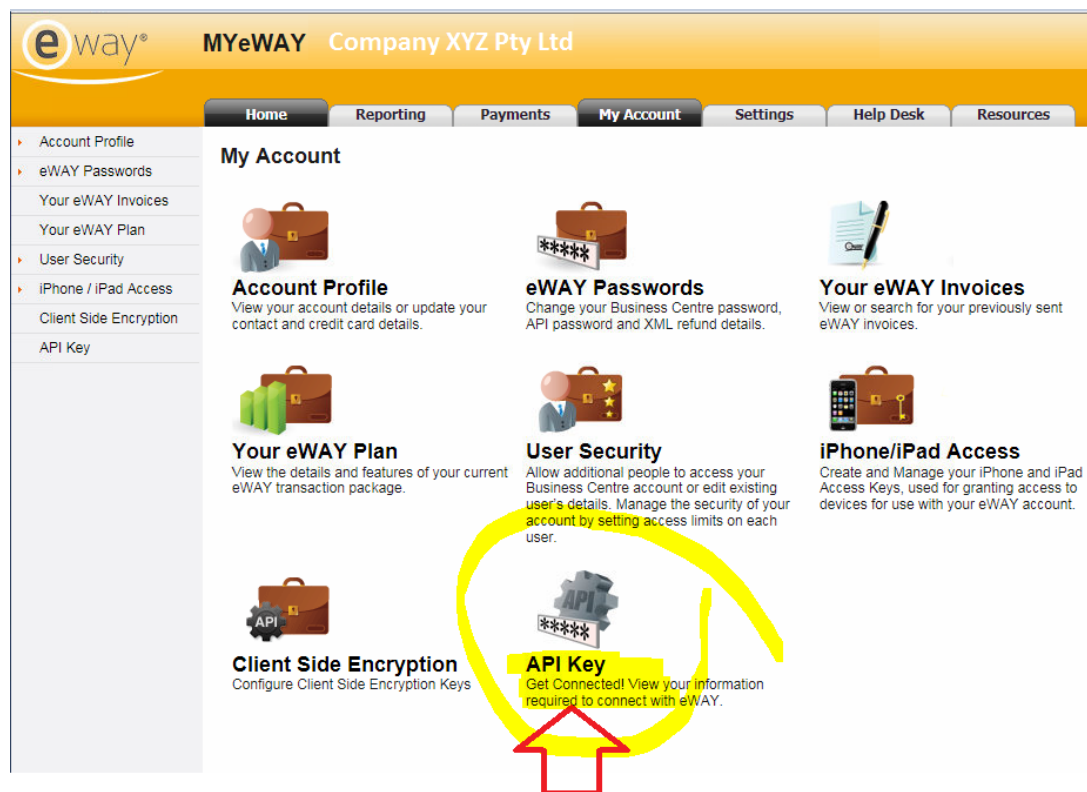 eway®
MYeWAY Company XYZ Pty Ltd
Home Reporting Payments My Account Settings Help Desk Resources
Account Profile
eWAY Passwords
Your eWAY Invoices
Your eWAY Plan
User Security
iPhone / iPad Access
Client Side Encryption
API Key
My Account
*****
Account Profile
View your account details or update your
contact and credit card details.
eWAY Passwords
Change your Business Centre password,
API password and XML refund details.
Your eWAY Invoices
View or search for your previously sent
eWAY invoices.
Your eWAY Plan
View the details and features of your current
eWAY transaction package.
User Security
Allow additional people to access your
Business Centre account or edit existing
user's details. Manage the security of your
account by setting access limits on each
user.
iPhone/iPad Access
Create and Manage your iPhone and iPad
Access Keys, used for granting access to
devices for use with your eWAY account.
API
Client Side Encryption
Configure Client Side Encryption Keys
API
*****
API Key
Get Connected! View your information
required to connect with eWAY.